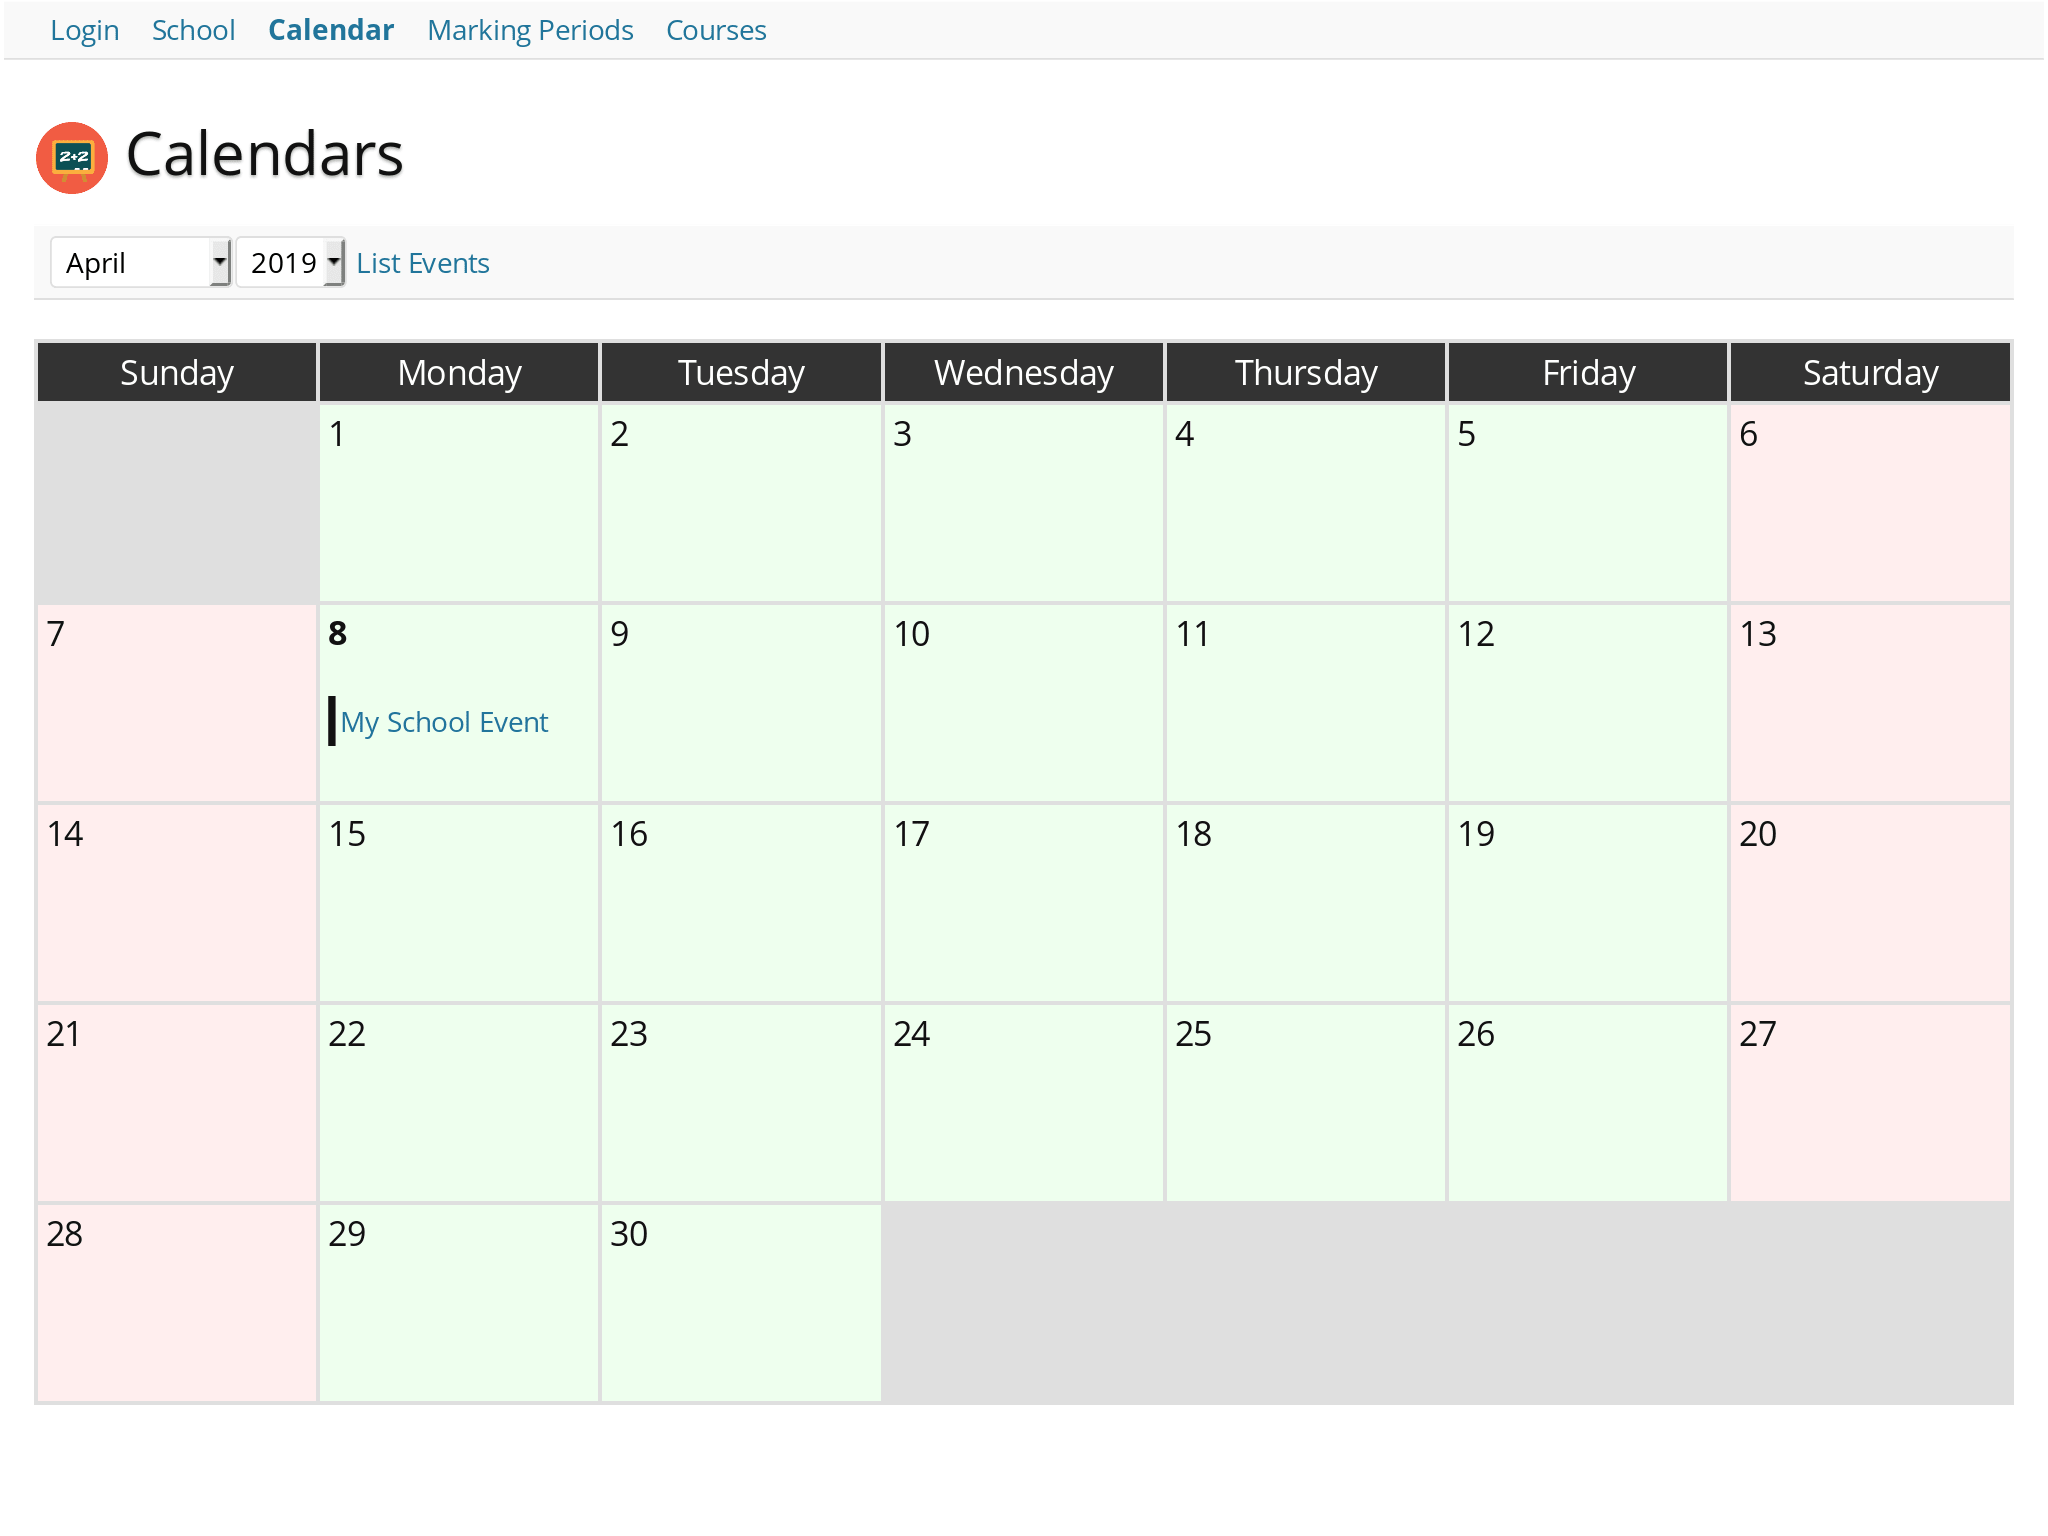 Login School Calendar Marking Periods Courses
2+2 Calendars
April 2019 List Events
Sunday Monday Tuesday Wednesday Thursday Friday Saturday
1 2 3 4 5 6
7 8 9 10 11 12 13
My School Event
14 15 16 17 18 19 20
21 22 23 24 25 26 27
28 29 30